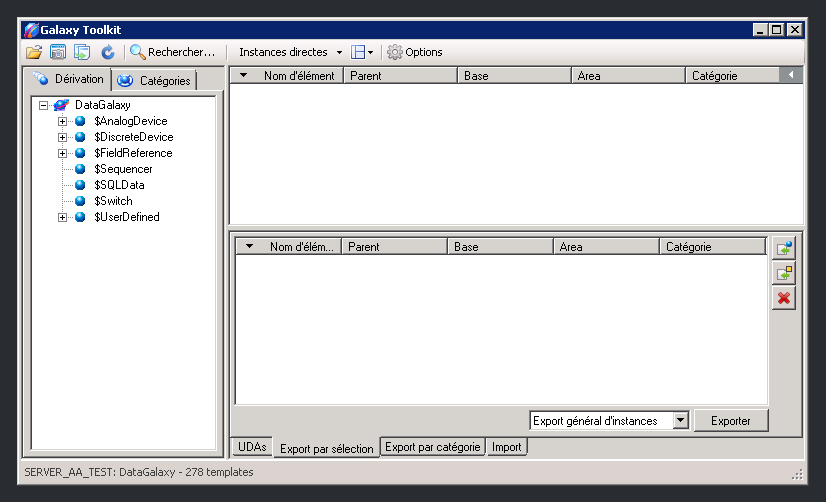 Galaxy Toolkit
Rechercher... Instances directes Options
Dérivation Catégories
DataGalaxy
$AnalogDevice
$DiscreteDevice
$FieldReference
$Sequencer
$SQLData
$Switch
$UserDefined
Nom d'élément Parent Base Area Catégorie
Nom d'élém... Parent Base Area Catégorie
Export général d'instances Exporter
UDAs Export par sélection Export par catégorie Import
SERVER_AA_TEST: DataGalaxy - 278 templates